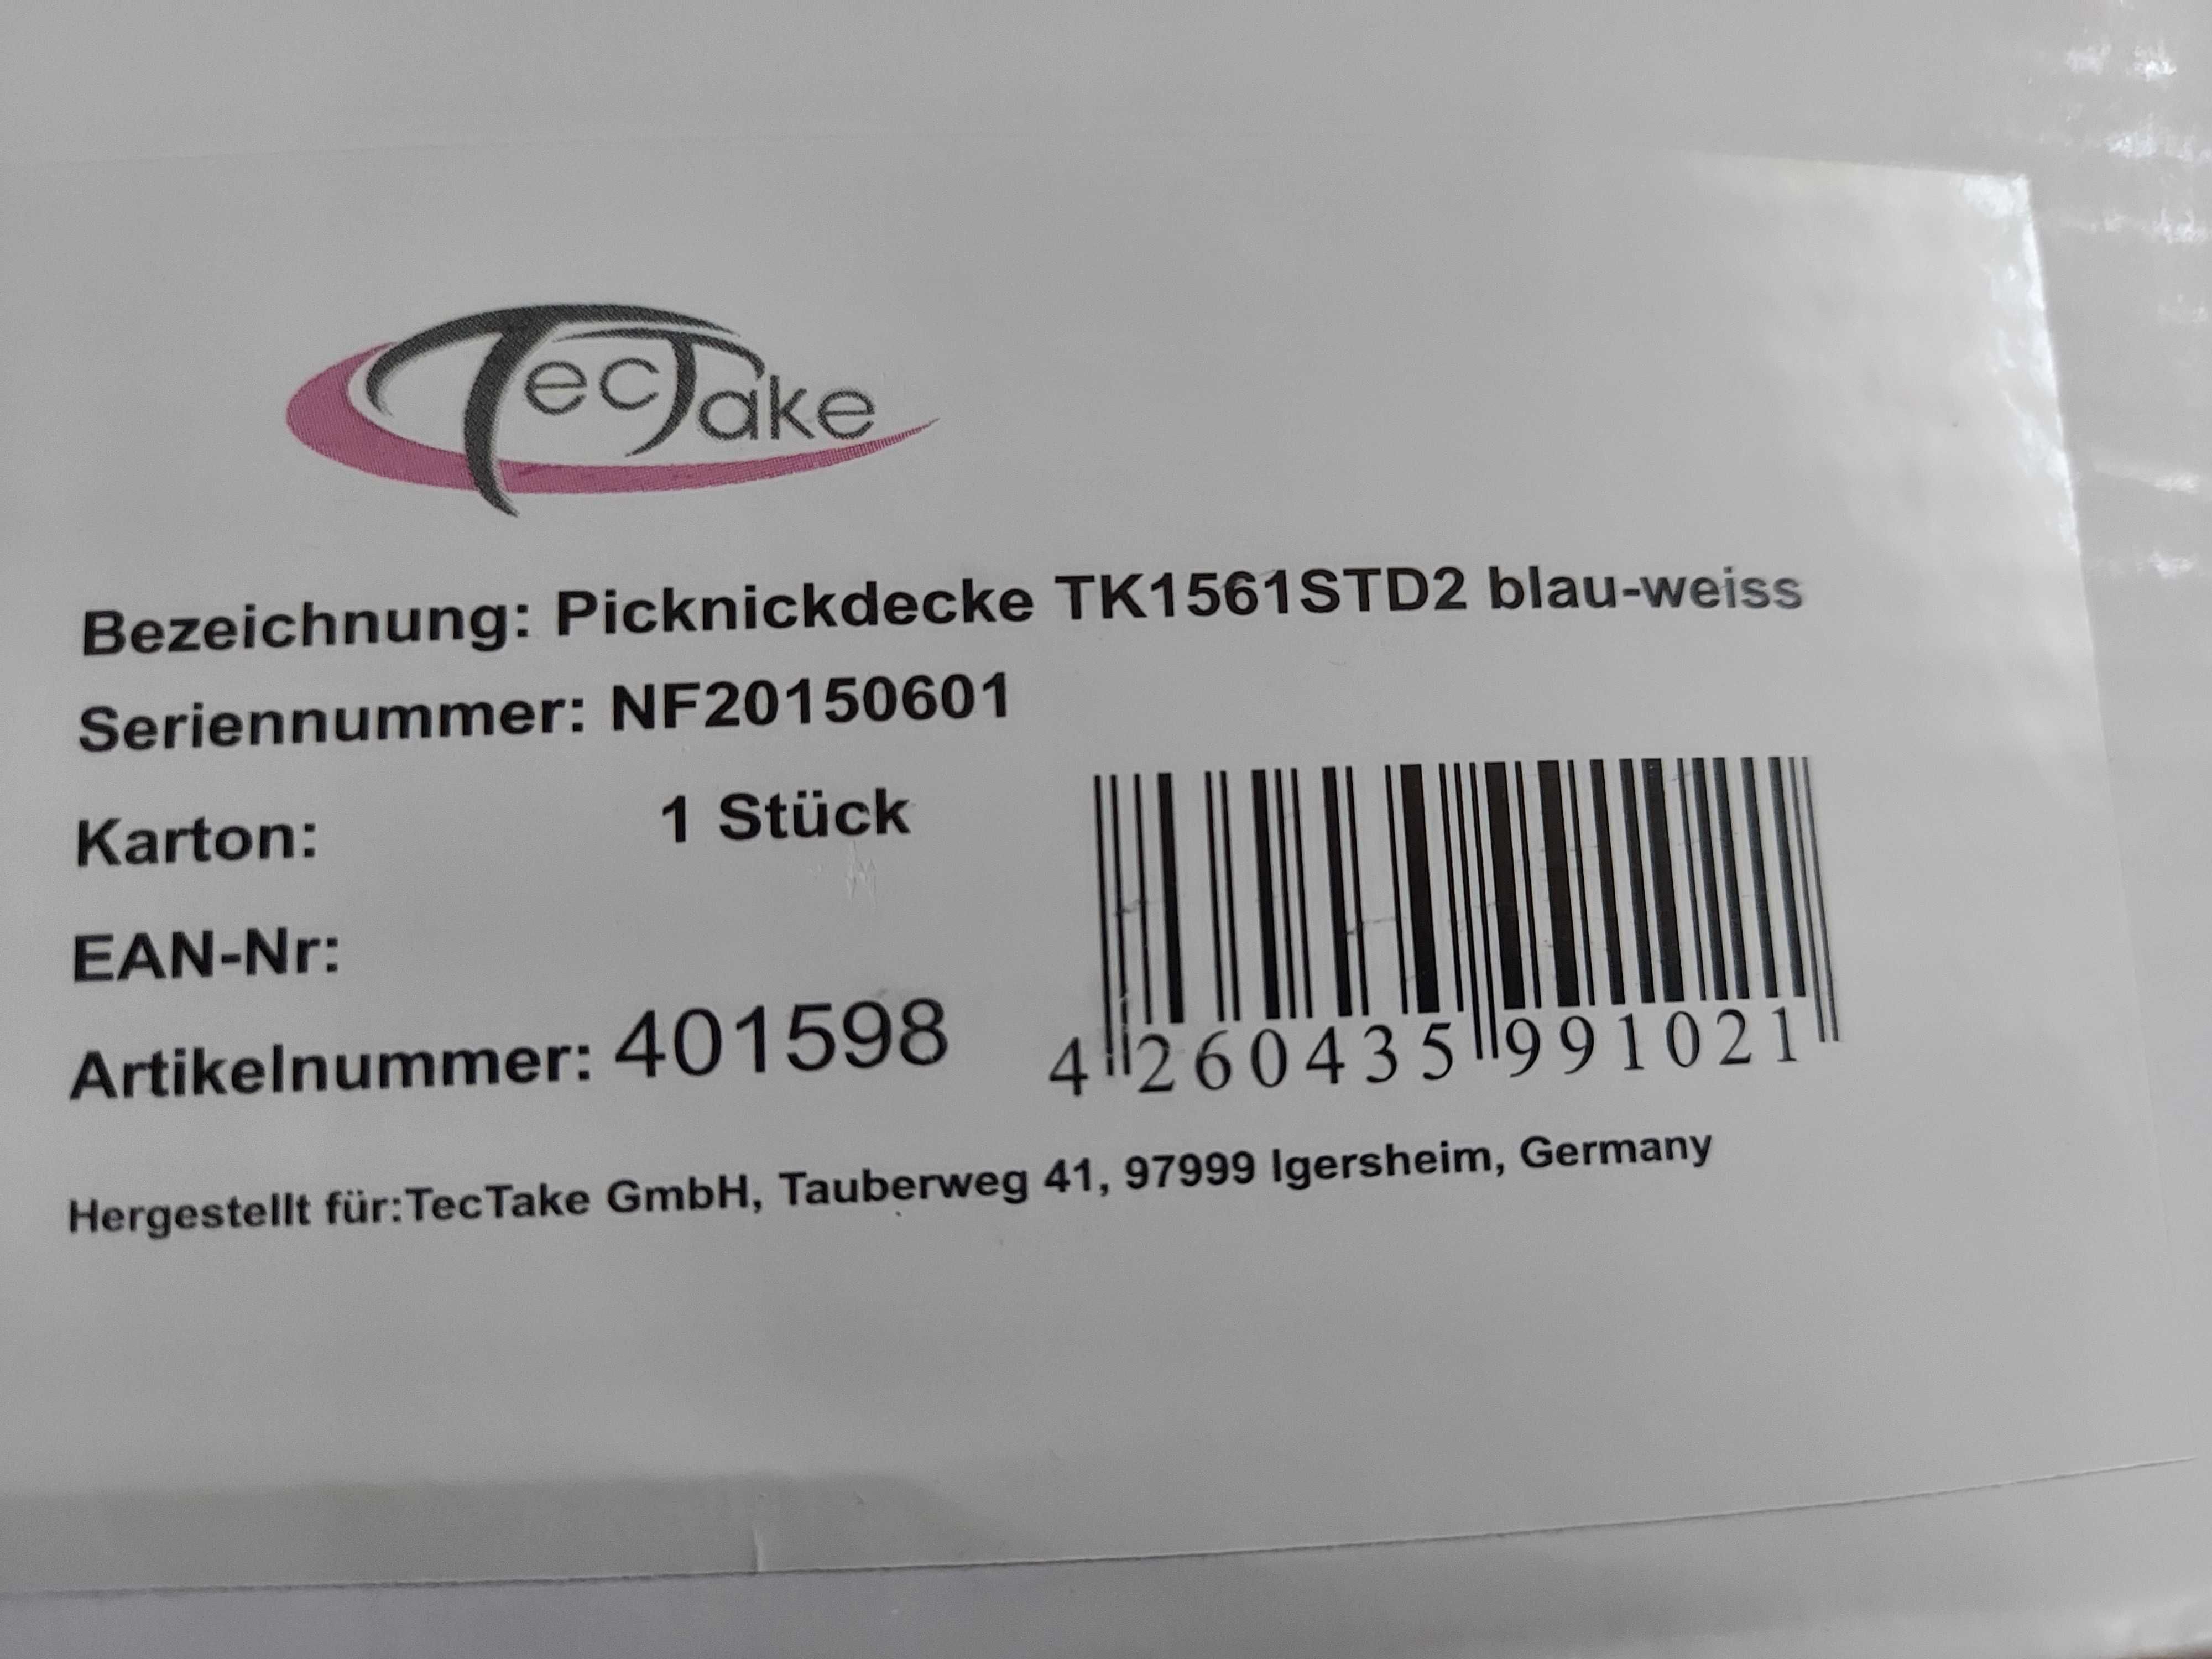 TecTake
Bezeichnung: Picknickdecke TK1561STD2 blau-weiss
Seriennummer: NF20150601
Karton: 1 Stück
EAN-Nr:
Artikelnummer: 401598
4 260435 991021
Hergestellt für:TecTake GmbH, Tauberweg 41, 97999 Igersheim, Germany